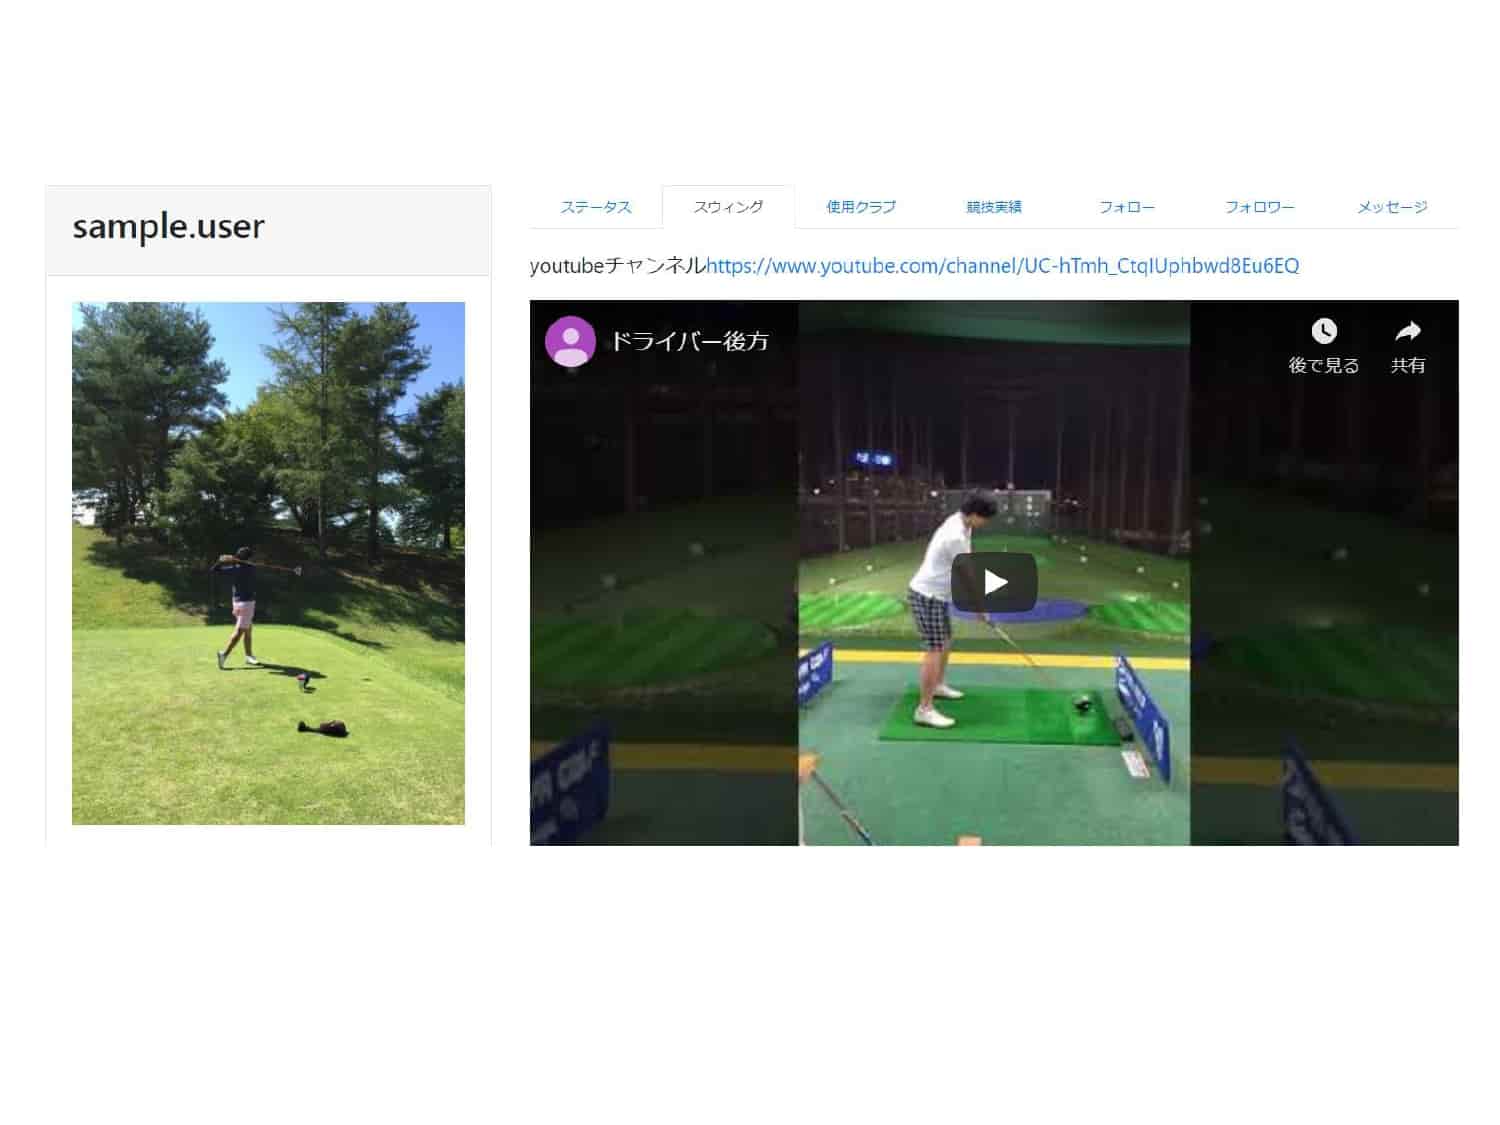 sample.user
ステータス スウィング 使用クラブ 競技実績 フォロー フォロワー メッセージ
youtubeチャンネルhttps://www.youtube.com/channel/UC-hTmh_CtqIUphbwd8Eu6EQ
ドライバー後方
後で見る 共有